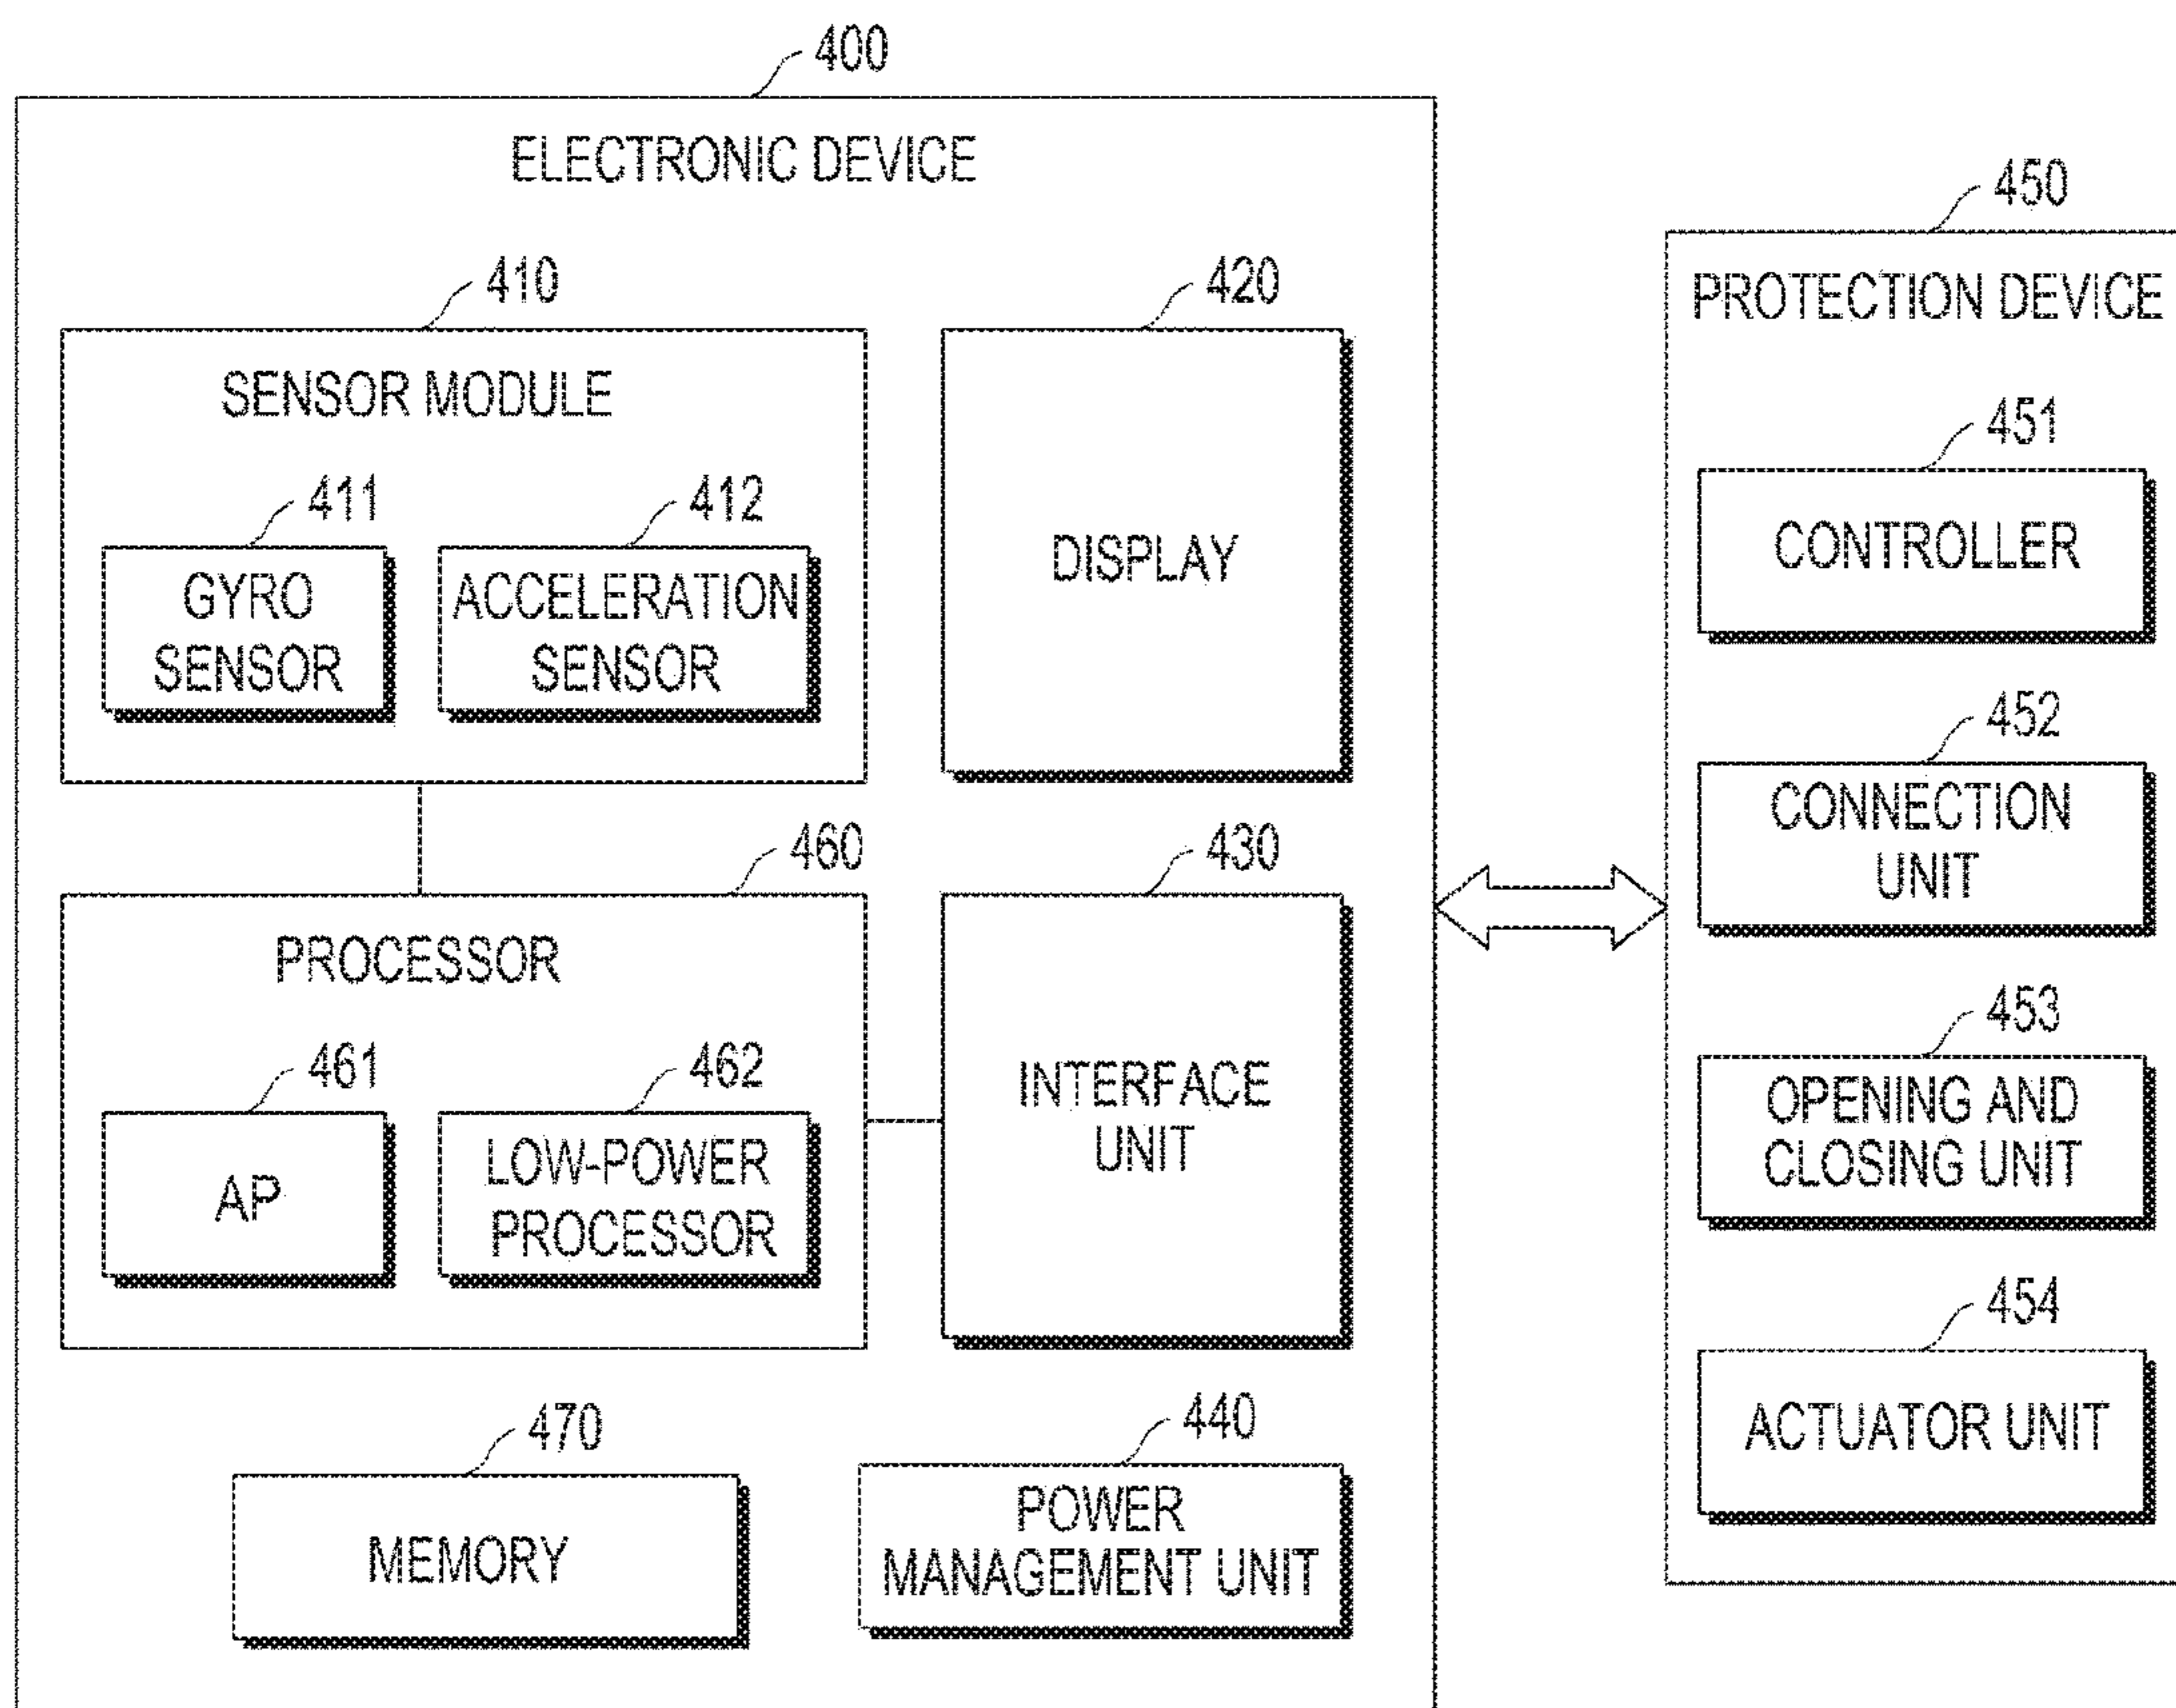 400
ELECTRONIC DEVICE
410
SENSOR MODULE
411
GYRO
SENSOR
412
ACCELERATION
SENSOR
420
DISPLAY
460
PROCESSOR
461
AP
462
LOW-POWER
PROCESSOR
430
INTERFACE
UNIT
470
MEMORY
440
POWER
MANAGEMENT UNIT
450
PROTECTION DEVICE
451
CONTROLLER
452
CONNECTION
UNIT
453
OPENING AND
CLOSING UNIT
454
ACTUATOR UNIT